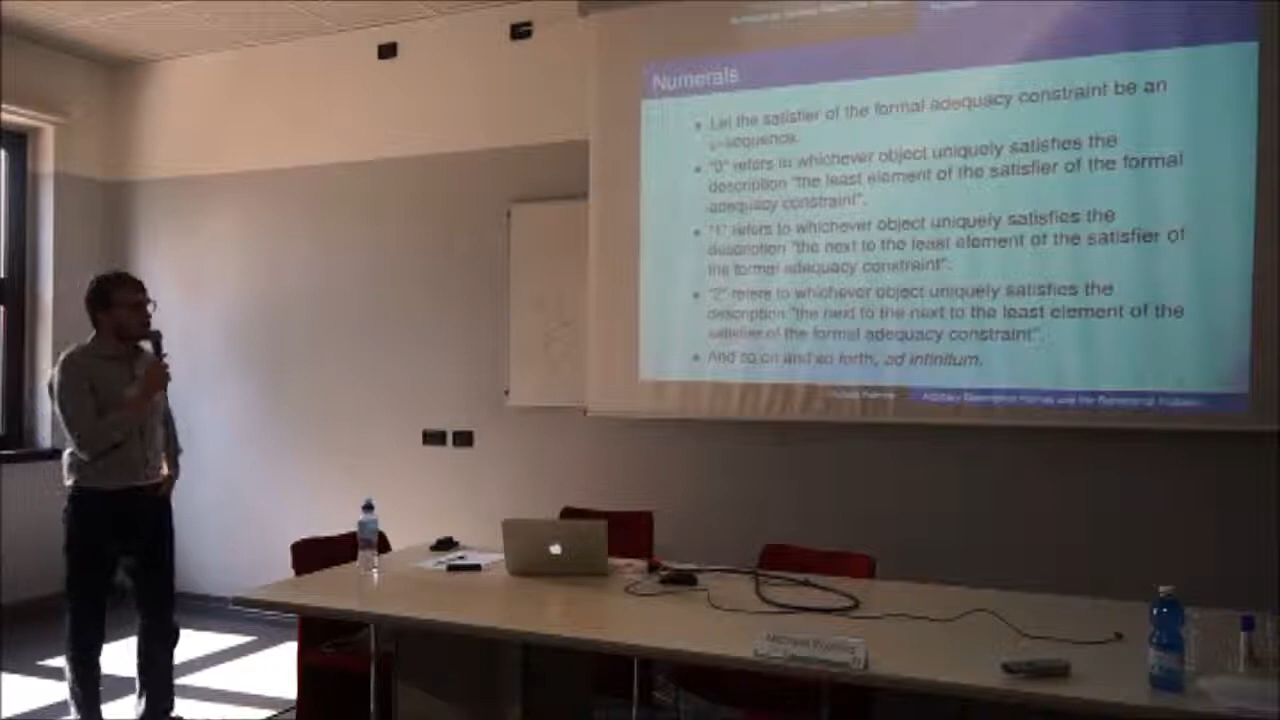 Numerals
• Let the satisfier of the formal adequacy constraint be an
ω-sequence.
• "0" refers to whichever object uniquely satisfies the
description "the least element of the satisfier of the formal
adequacy constraint".
• "1" refers to whichever object uniquely satisfies the
description "the next to the least element of the satisfier of
the formal adequacy constraint".
• "2" refers to whichever object uniquely satisfies the
description "the next to the next to the least element of the
satisfier of the formal adequacy constraint".
• And so on and so forth, ad infinitum.
and the